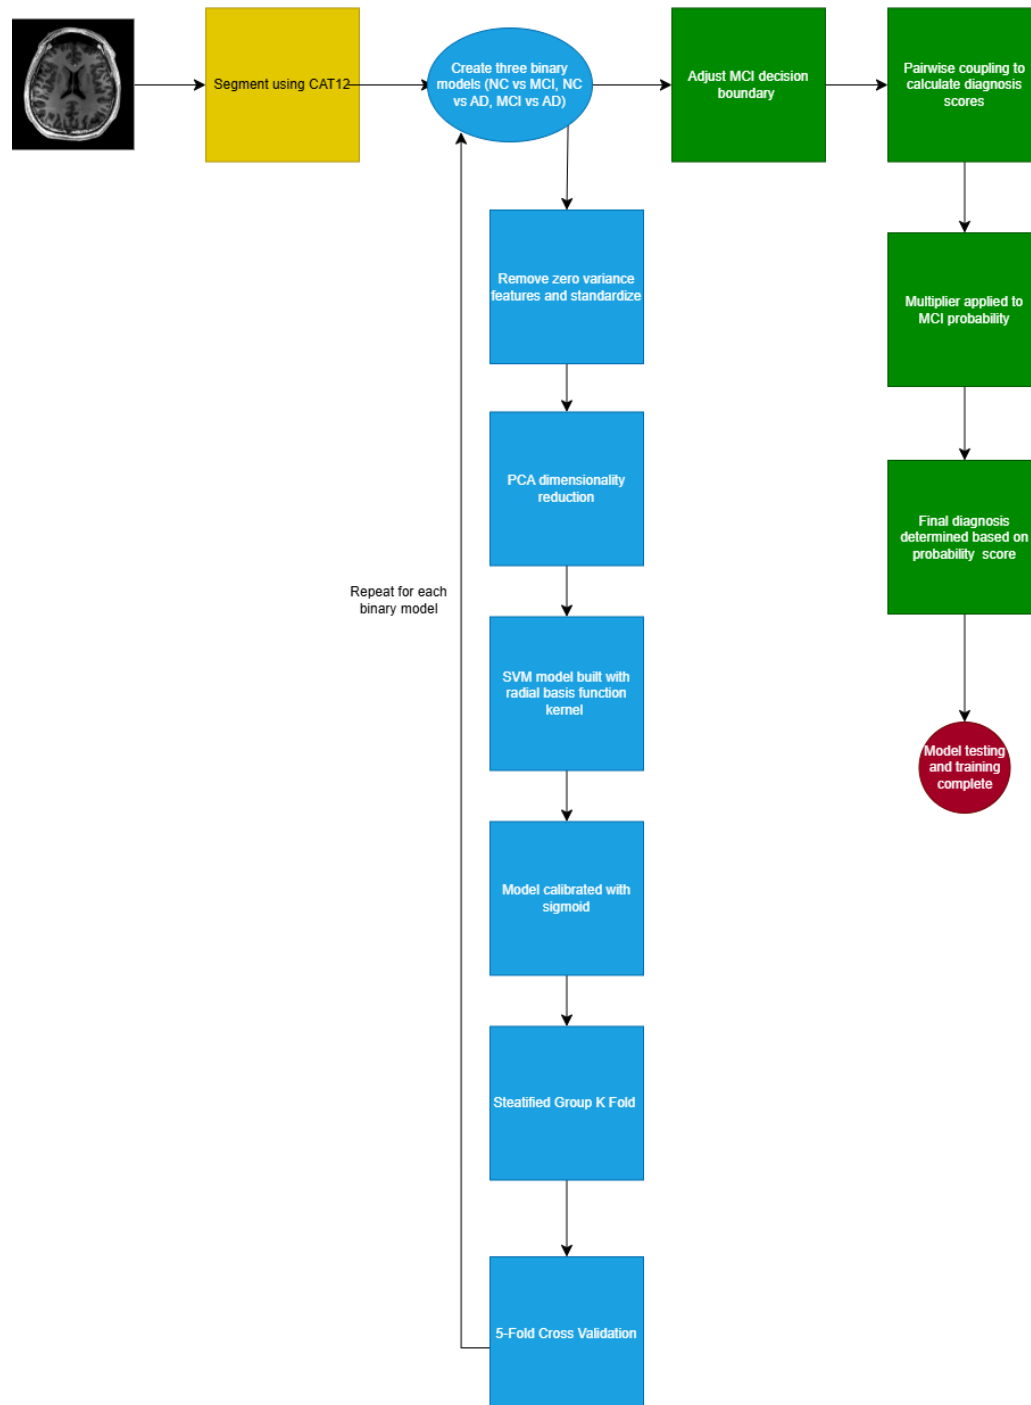 Segment using CAT12
Create three binary
models (NC vs MCI, NC
vs AD, MCI vs AD)
Adjust MCI decision
boundary
Pairwise coupling to
calculate diagnosis
scores
Remove zero variance
features and standardize
Multiplier applied to
MCI probability
PCA dimensionality
reduction
Final diagnosis
determined based on
probability score
Repeat for each
binary model
SVM model built with
radial basis function
kernel
Model testing
and training
complete
Model calibrated with
sigmoid
Steatified Group K Fold
5-Fold Cross Validation